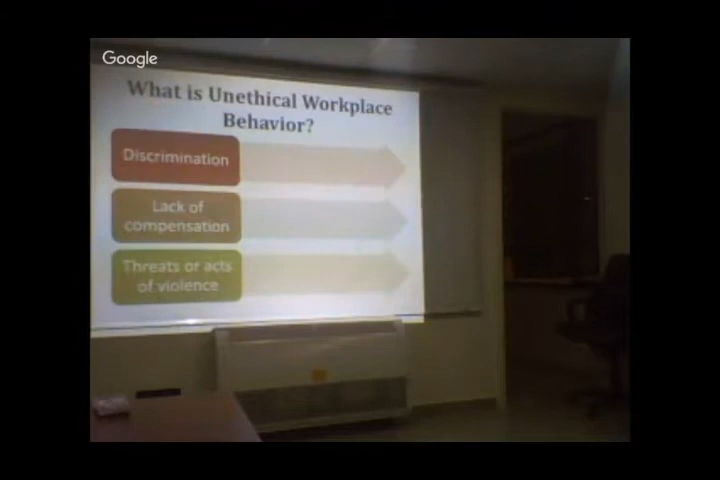 Google
What is Unethical Workplace
Behavior?
Discrimination
Lack of
compensation
Threats or acts
of violence